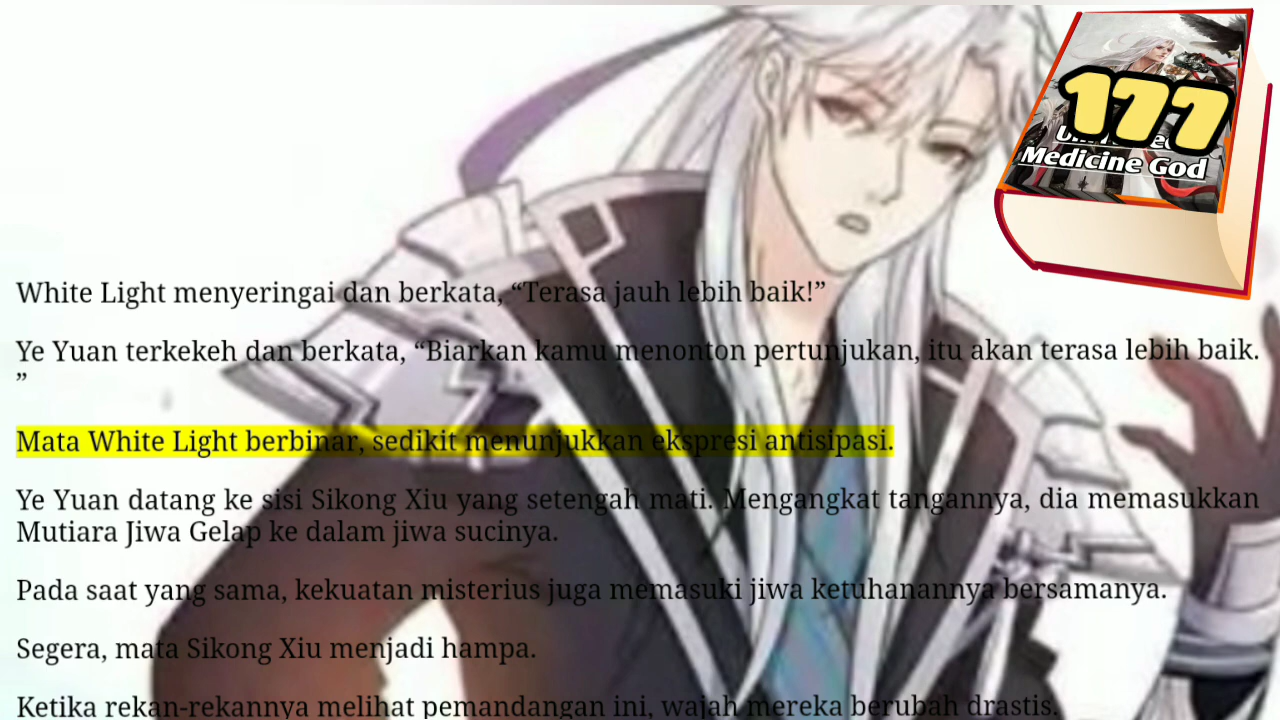 177
Medicine God
White Light menyeringai dan berkata, “Terasa jauh lebih baik!”
Ye Yuan terkekeh dan berkata, “Biarkan kamu menonton pertunjukan, itu akan terasa lebih baik.
”
Mata White Light berbinar, sedikit menunjukkan ekspresi antisipasi.
Ye Yuan datang ke sisi Sikong Xiu yang setengah mati. Mengangkat tangannya, dia memasukkan
Mutiara Jiwa Gelap ke dalam jiwa sucinya.
Pada saat yang sama, kekuatan misterius juga memasuki jiwa ketuhanannya bersamanya.
Segera, mata Sikong Xiu menjadi hampa.
Ketika rekan-rekannya melihat pemandangan ini, wajah mereka berubah drastis.